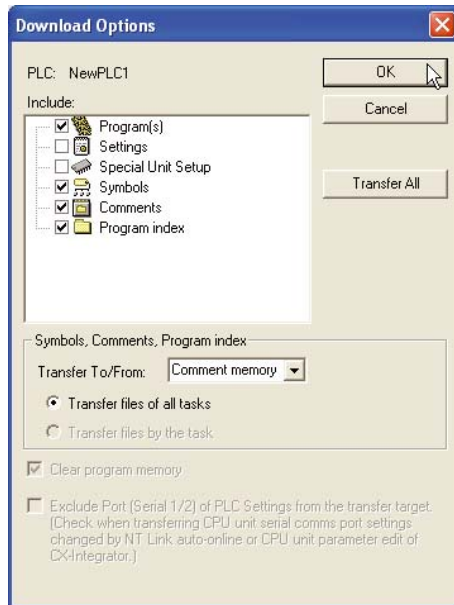 Download Options
PLC: NewPLC1
OK
Include:
Cancel
Program(s)
Settings
Special Unit Setup
Transfer All
Symbols
Comments
Program index
Symbols, Comments, Program index
Transfer To/From: Comment memory
Transfer files of all tasks
Transfer files by the task
Clear program memory
Exclude Port (Serial 1/2) of PLC Settings from the transfer target.
(Check when transferring CPU unit serial comms port settings
changed by NT Link auto-online or CPU unit parameter edit of
CX-Integrator.)